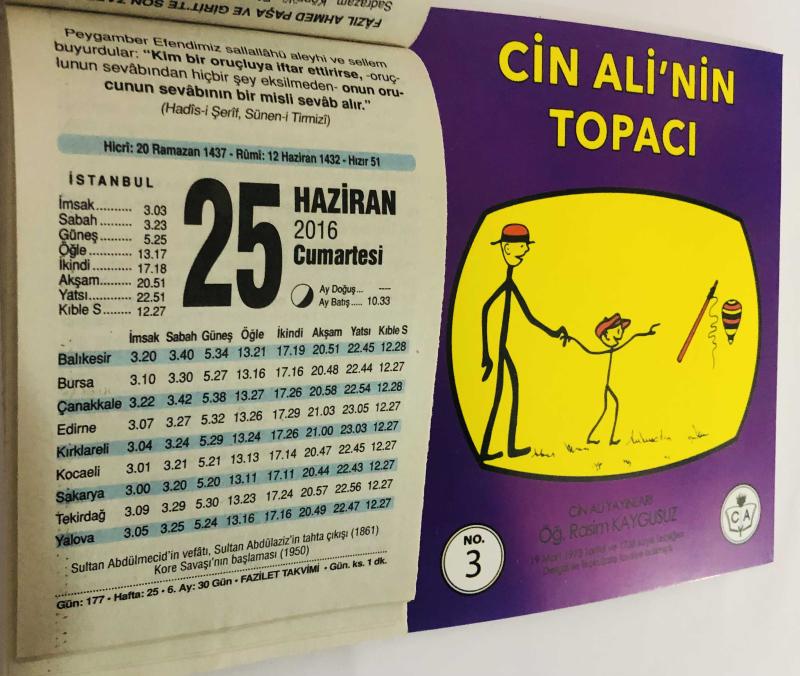 FÂZIL AHMED PAŞA VE GİRİT'TE SON
Peygamber Efendimiz sallallâhü aleyhi ve sellem
buyurdular: “Kim bir oruçluya iftar ettirirse, -oruç-
lunun sevâbından hiçbir şey eksilmeden- onun oru-
cunun sevâbının bir misli sevâb alır.”
(Hadîs-i Şerîf, Sünen-i Tirmizî)
Hicrî: 20 Ramazan 1437 - Rûmî: 12 Haziran 1432 - Hızır 51
İSTANBUL
İmsak.......... 3.03
Sabah.......... 3.23
Güneş.......... 5.25
Öğle.......... 13.17
İkindi.......... 17.18
Akşam.......... 20.51
Yatsı.......... 22.51
Kıble S.......... 12.27
25
HAZİRAN
2016
Cumartesi
Ay Doğuş... ----
Ay Batış..... 10.33
İmsak Sabah Güneş Öğle İkindi Akşam Yatsı Kıble S
Balıkesir 3.20 3.40 5.34 13.21 17.19 20.51 22.45 12.28
Bursa 3.10 3.30 5.27 13.16 17.16 20.48 22.44 12.27
Çanakkale 3.22 3.42 5.38 13.27 17.26 20.58 22.54 12.28
Edirne 3.07 3.27 5.32 13.26 17.29 21.03 23.05 12.27
Kırklareli 3.04 3.24 5.29 13.24 17.26 21.00 23.03 12.27
Kocaeli 3.01 3.21 5.21 13.13 17.14 20.47 22.45 12.27
Sakarya 3.00 3.20 5.20 13.11 17.11 20.44 22.43 12.27
Tekirdağ 3.09 3.29 5.30 13.23 17.24 20.57 22.56 12.27
Yalova 3.05 3.25 5.24 13.16 17.16 20.49 22.47 12.27
Sultan Abdülmecid'in vefâtı, Sultan Abdülaziz'in tahta çıkışı (1861)
Kore Savaşı'nın başlaması (1950)
Gün: 177 • Hafta: 25 • 6. Ay: 30 Gün • FAZİLET TAKVİMİ • Gün. ks. 1 dk.
CİN ALİ'NİN
TOPACI
CİN ALİ YAYINLARI
Öğ. Rasim KAYGUSUZ
NO.
3
C A